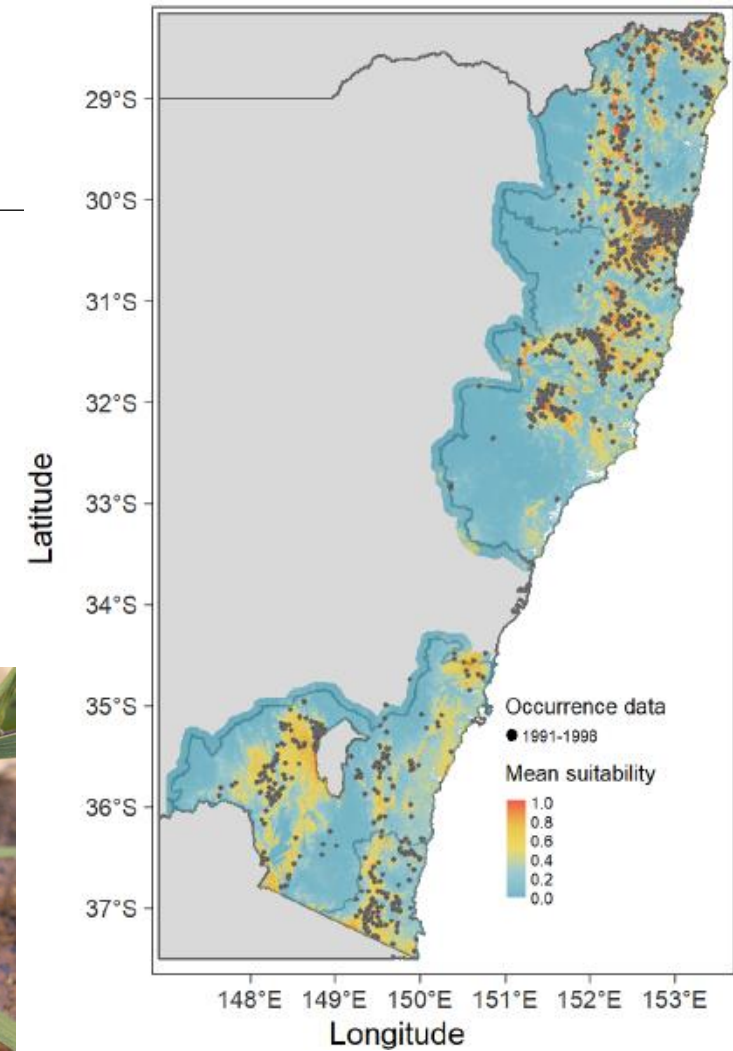 29°S
30°S
31°S
32°S
33°S
34°S
35°S
36°S
37°S
Latitude
Occurrence data
1991-1998
Mean suitability
1.0
0.8
0.6
0.4
0.2
0.0
148°E 149°E 150°E 151°E 152°E 153°E
Longitude